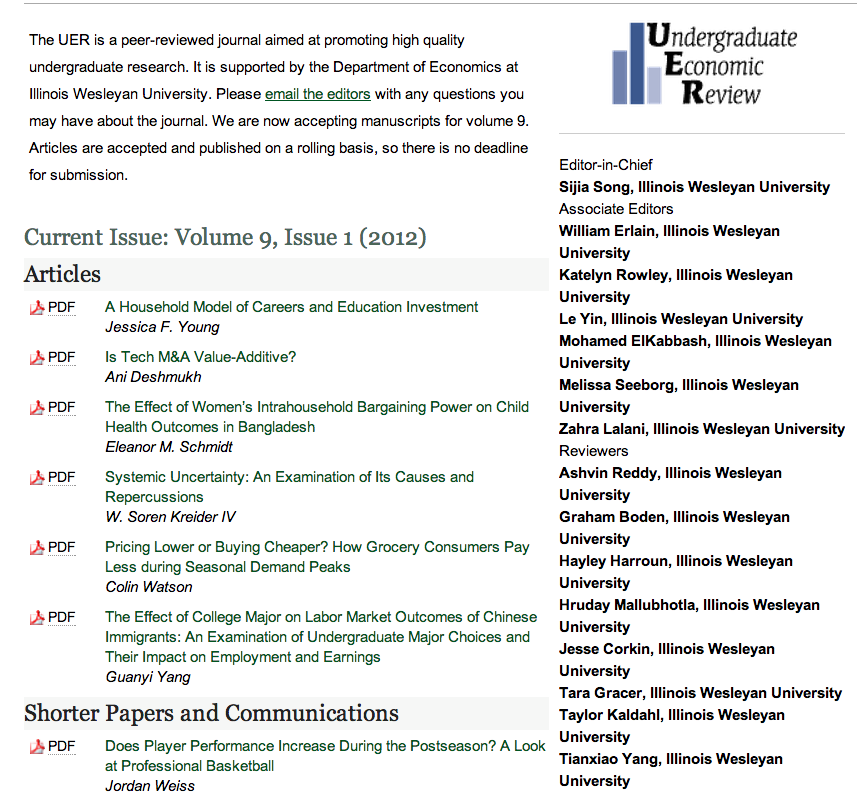 The UER is a peer-reviewed journal aimed at promoting high quality
undergraduate research. It is supported by the Department of Economics at
Illinois Wesleyan University. Please email the editors with any questions you
may have about the journal. We are now accepting manuscripts for volume 9.
Articles are accepted and published on a rolling basis, so there is no deadline
for submission.
Current Issue: Volume 9, Issue 1 (2012)
Articles
PDF A Household Model of Careers and Education Investment
Jessica F. Young
PDF Is Tech M&A Value-Additive?
Ani Deshmukh
PDF The Effect of Women’s Intrahousehold Bargaining Power on Child
Health Outcomes in Bangladesh
Eleanor M. Schmidt
PDF Systemic Uncertainty: An Examination of Its Causes and
Repercussions
W. Soren Kreider IV
PDF Pricing Lower or Buying Cheaper? How Grocery Consumers Pay
Less during Seasonal Demand Peaks
Colin Watson
PDF The Effect of College Major on Labor Market Outcomes of Chinese
Immigrants: An Examination of Undergraduate Major Choices and
Their Impact on Employment and Earnings
Guanyi Yang
Shorter Papers and Communications
PDF Does Player Performance Increase During the Postseason? A Look
at Professional Basketball
Jordan Weiss
Undergraduate
Economic
Review
Editor-in-Chief
Sijia Song, Illinois Wesleyan University
Associate Editors
William Erlain, Illinois Wesleyan
University
Katelyn Rowley, Illinois Wesleyan
University
Le Yin, Illinois Wesleyan University
Mohamed ElKabbash, Illinois Wesleyan
University
Melissa Seeborg, Illinois Wesleyan
University
Zahra Lalani, Illinois Wesleyan University
Reviewers
Ashvin Reddy, Illinois Wesleyan
University
Graham Boden, Illinois Wesleyan
University
Hayley Harroun, Illinois Wesleyan
University
Hruday Mallubhotla, Illinois Wesleyan
University
Jesse Corkin, Illinois Wesleyan
University
Tara Gracer, Illinois Wesleyan University
Taylor Kaldahl, Illinois Wesleyan
University
Tianxiao Yang, Illinois Wesleyan
University